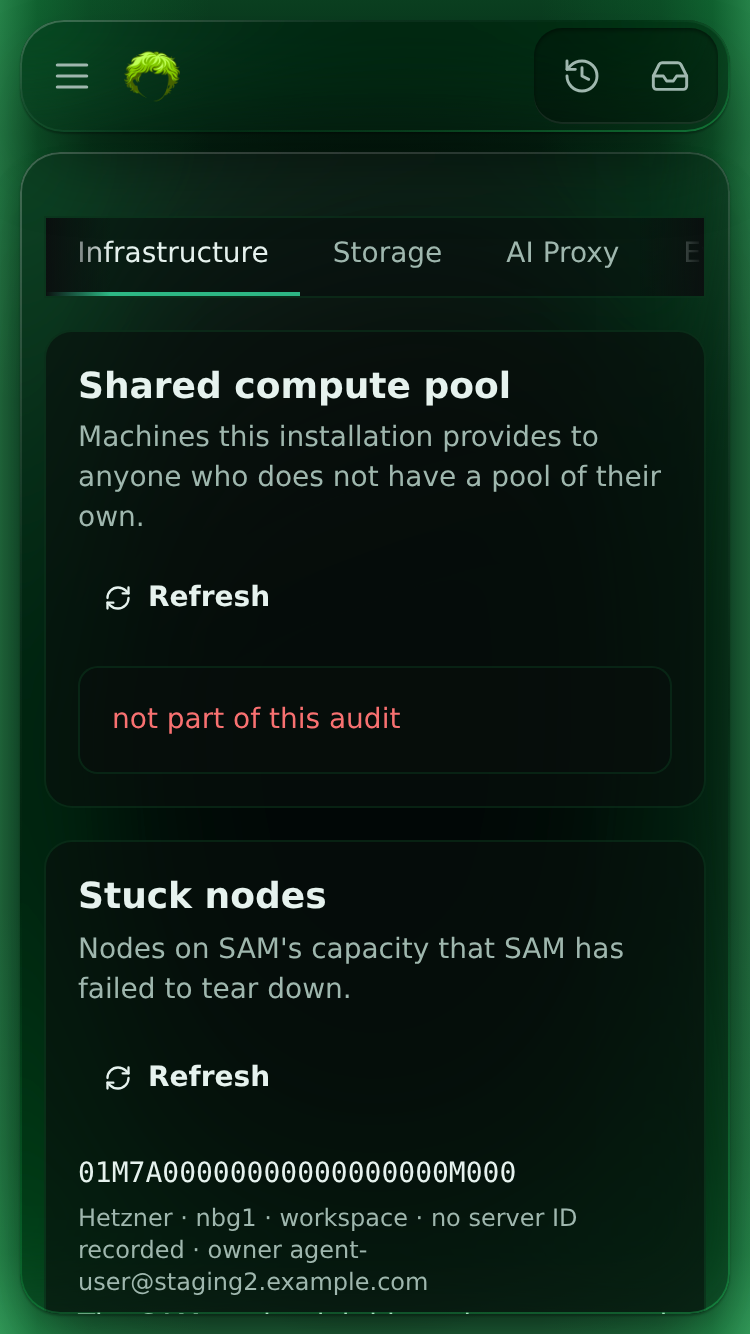 Infrastructure Storage AI Proxy E
Shared compute pool
Machines this installation provides to
anyone who does not have a pool of their
own.
Refresh
not part of this audit
Stuck nodes
Nodes on SAM's capacity that SAM has
failed to tear down.
Refresh
01M7A00000000000000000M000
Hetzner · nbg1 · workspace · no server ID
recorded · owner agent-
user@staging2.example.com